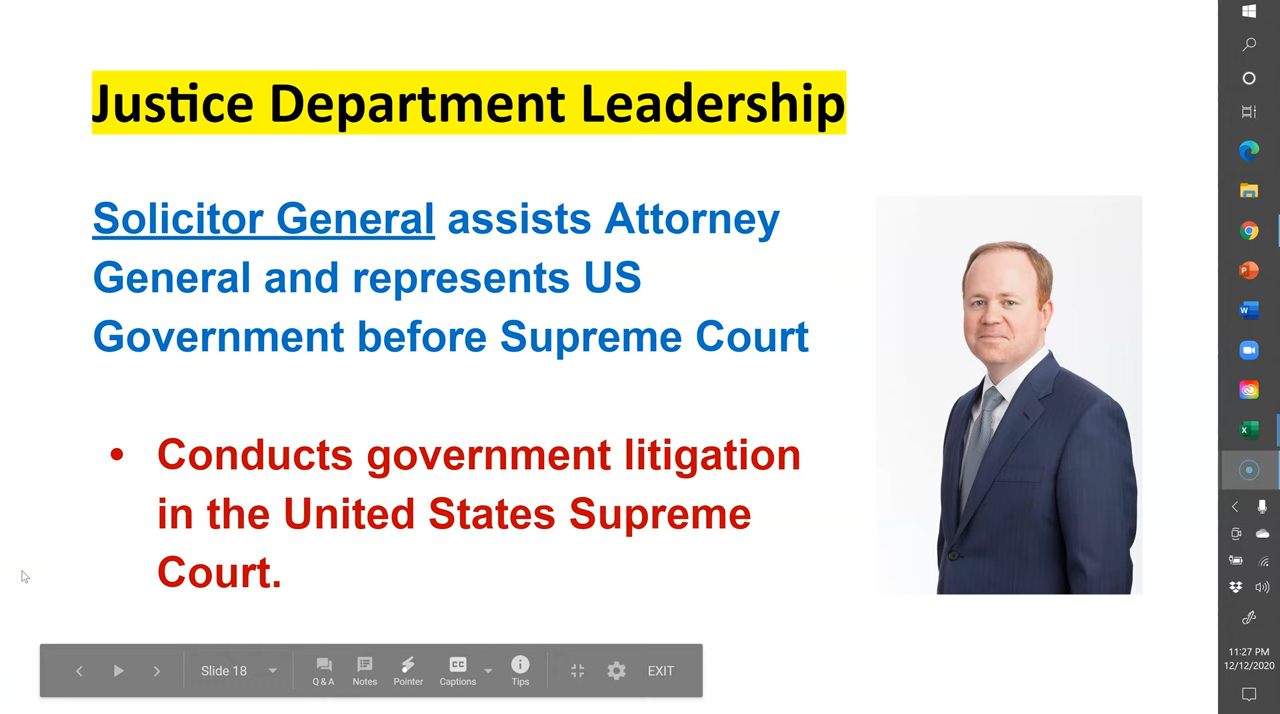 Justice Department Leadership
Solicitor General assists Attorney
General and represents US
Government before Supreme Court
• Conducts government litigation
in the United States Supreme
Court.
Slide 18
Q & A
Notes
Pointer
CC
Captions
Tips
EXIT
11:27 PM
12/12/2020